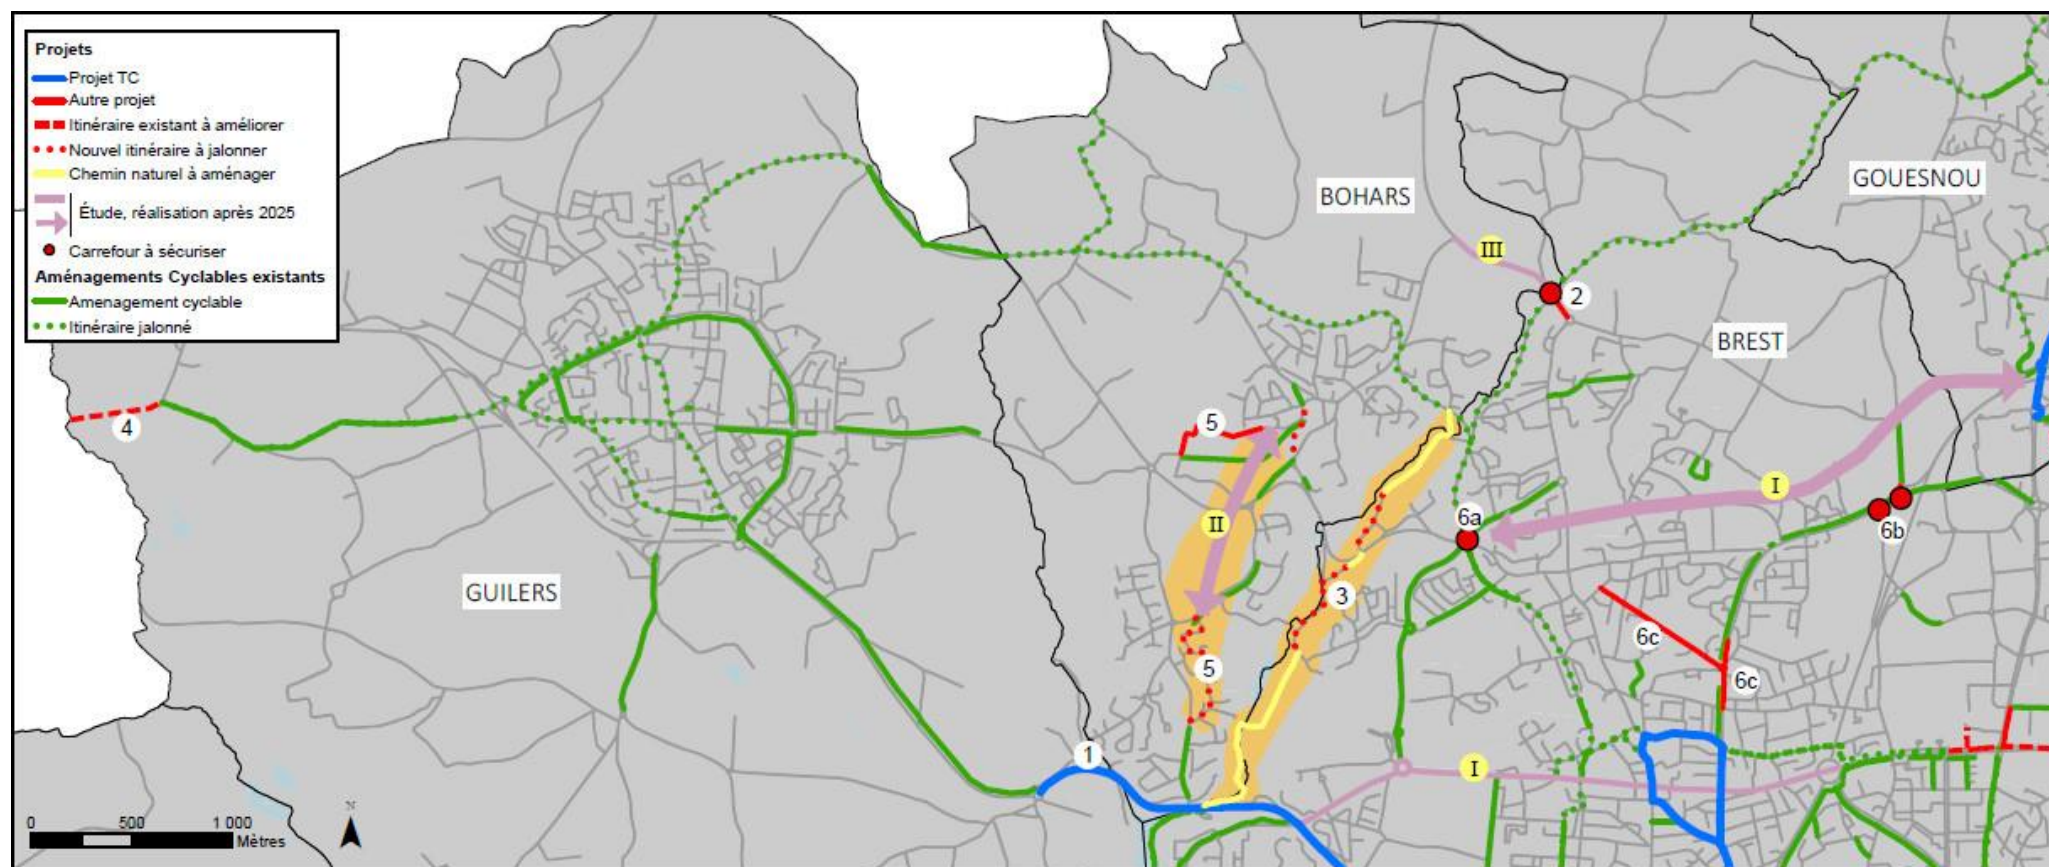 Projets
Projet TC
Autre projet
Itinéraire existant à améliorer
Nouvel itinéraire à jalonner
Chemin naturel à aménager
Étude, réalisation après 2025
Carrefour à sécuriser
Aménagements Cyclables existants
Amenagement cyclable
Itinéraire jalonné
BOHARS
GOUESNOU
III
2
BREST
4
5
I
6a
II
6b
GUILERS
3
6c
5
6c
1
I
N
0 500 1 000
Mètres